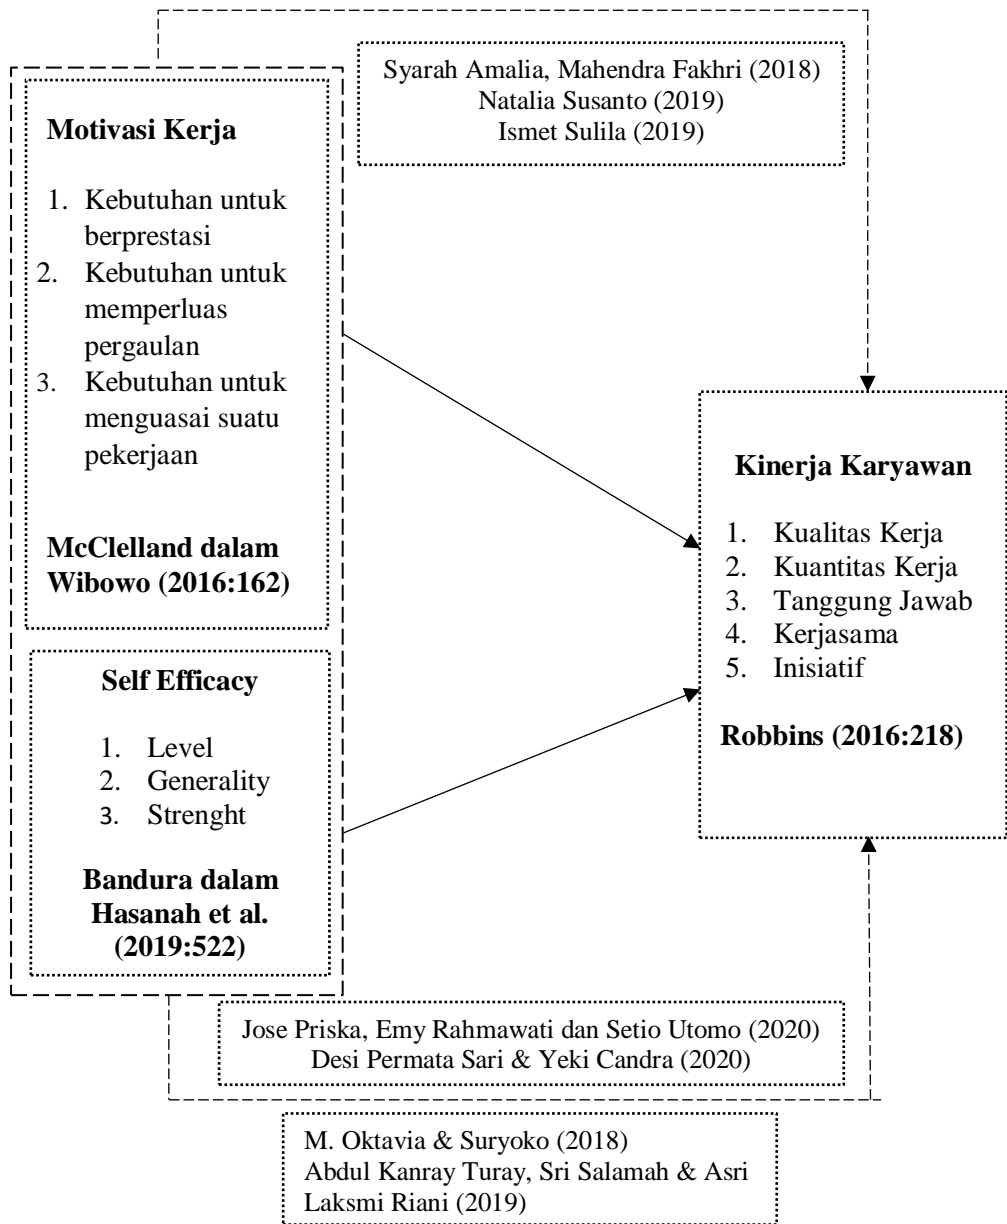 Syarah Amalia, Mahendra Fakhri (2018)
Natalia Susanto (2019)
Ismet Sulila (2019)
Motivasi Kerja
1. Kebutuhan untuk
berprestasi
2. Kebutuhan untuk
memperluas
pergaulan
3. Kebutuhan untuk
menguasai suatu
pekerjaan
McClelland dalam
Wibowo (2016:162)
Self Efficacy
1. Level
2. Generality
3. Strenght
Bandura dalam
Hasanah et al.
(2019:522)
Kinerja Karyawan
1. Kualitas Kerja
2. Kuantitas Kerja
3. Tanggung Jawab
4. Kerjasama
5. Inisiatif
Robbins (2016:218)
Jose Priska, Emy Rahmawati dan Setio Utomo (2020)
Desi Permata Sari & Yeki Candra (2020)
M. Oktavia & Suryoko (2018)
Abdul Kanray Turay, Sri Salamah & Asri
Laksmi Riani (2019)